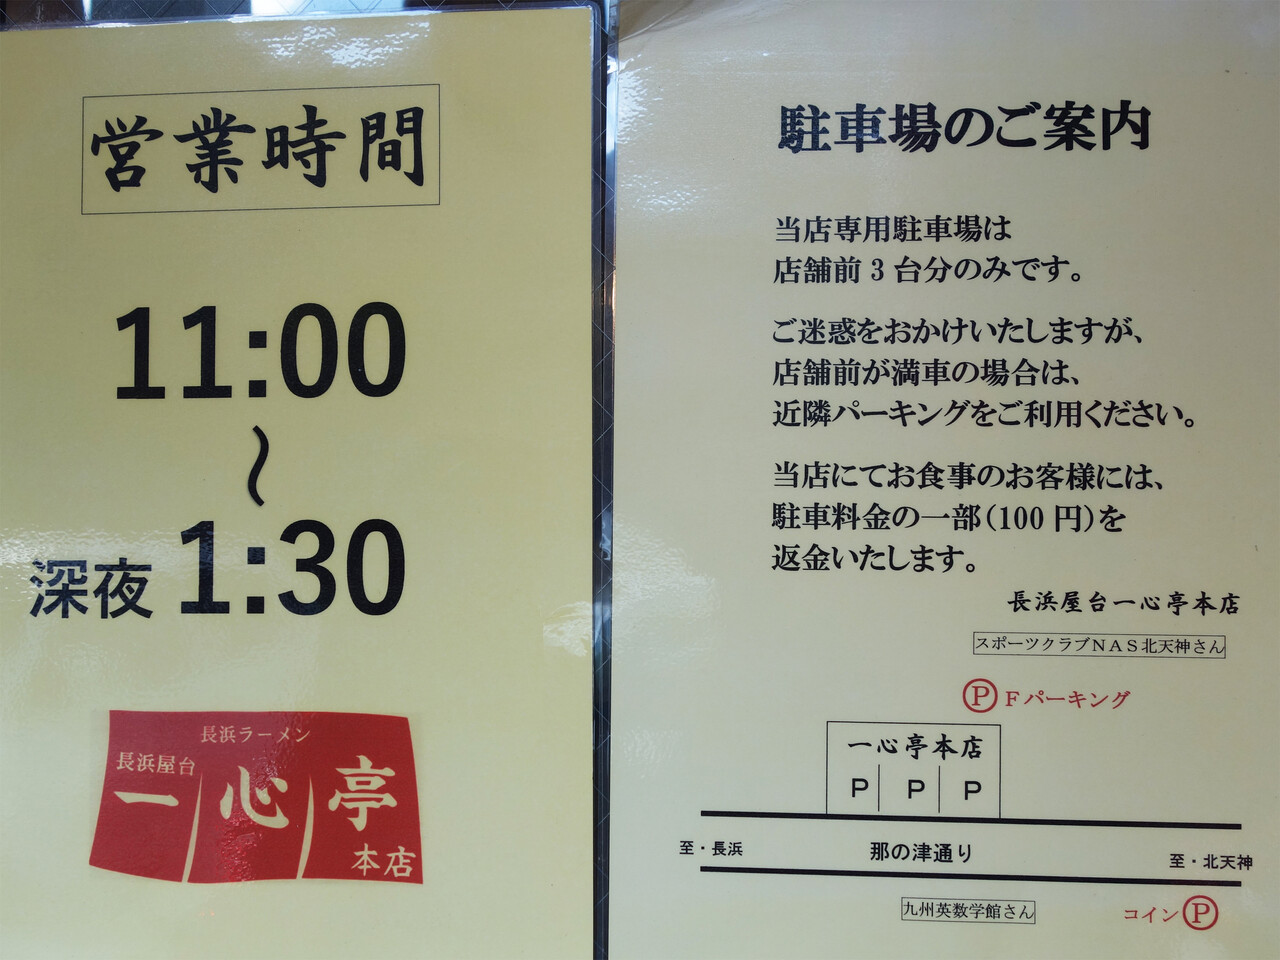 営業時間
11:00
～
深夜 1:30
長浜ラーメン
長浜屋台
一心亭
本店
駐車場のご案内
当店専用駐車場は
店舗前3台分のみです。
ご迷惑をおかけいたしますが、
店舗前が満車の場合は、
近隣パーキングをご利用ください。
当店にてお食事のお客様には、
駐車料金の一部（100円）を
返金いたします。
長浜屋台一心亭本店
スポーツクラブNAS北天神さん
Ⓟ Fパーキング
一心亭本店
P P P
至・長浜 那の津通り 至・北天神
九州英数学館さん
コインⓅ